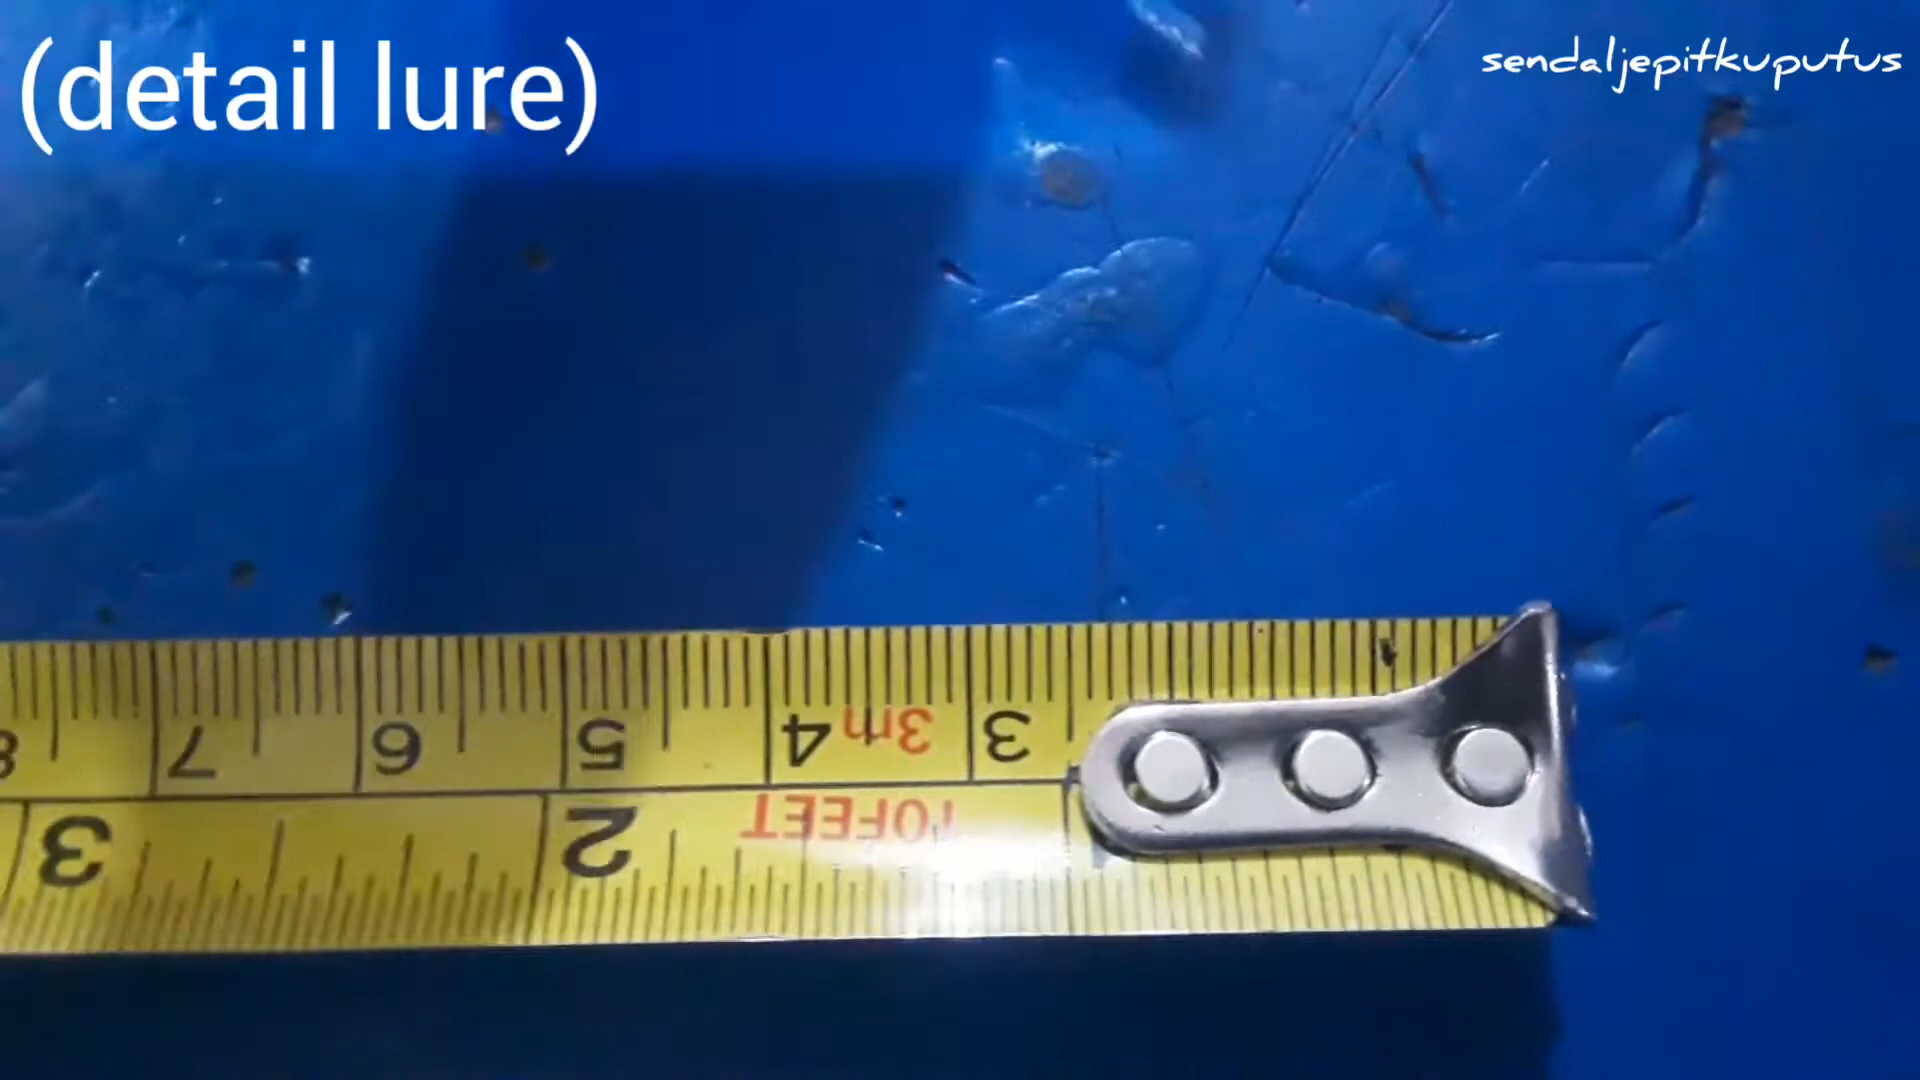 (detail lure)
sendaljepitkuputus
8 7 6 5 4 3m 3
3 2 10FEET